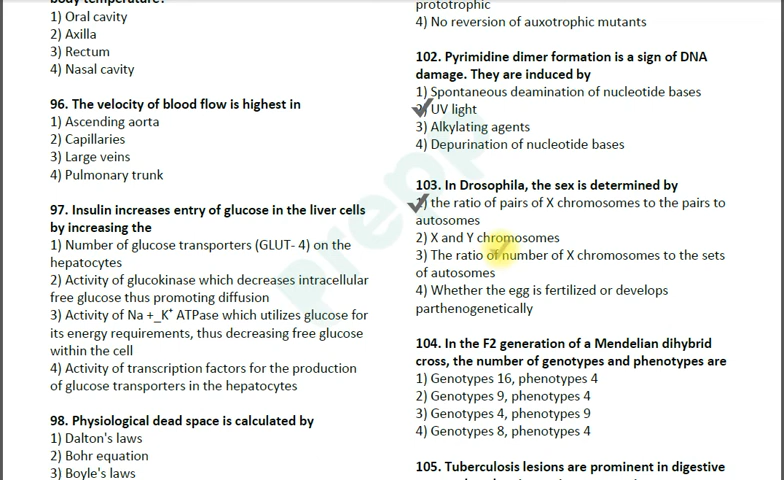 body temperature?
1) Oral cavity
2) Axilla
3) Rectum
4) Nasal cavity
96. The velocity of blood flow is highest in
1) Ascending aorta
2) Capillaries
3) Large veins
4) Pulmonary trunk
97. Insulin increases entry of glucose in the liver cells
by increasing the
1) Number of glucose transporters (GLUT- 4) on the
hepatocytes
2) Activity of glucokinase which decreases intracellular
free glucose thus promoting diffusion
3) Activity of Na +_K⁺ ATPase which utilizes glucose for
its energy requirements, thus decreasing free glucose
within the cell
4) Activity of transcription factors for the production
of glucose transporters in the hepatocytes
98. Physiological dead space is calculated by
1) Dalton's laws
2) Bohr equation
3) Boyle's laws
prototrophic
4) No reversion of auxotrophic mutants
102. Pyrimidine dimer formation is a sign of DNA
damage. They are induced by
1) Spontaneous deamination of nucleotide bases
2) UV light
3) Alkylating agents
4) Depurination of nucleotide bases
103. In Drosophila, the sex is determined by
1) the ratio of pairs of X chromosomes to the pairs to
autosomes
2) X and Y chromosomes
3) The ratio of number of X chromosomes to the sets
of autosomes
4) Whether the egg is fertilized or develops
parthenogenetically
104. In the F2 generation of a Mendelian dihybrid
cross, the number of genotypes and phenotypes are
1) Genotypes 16, phenotypes 4
2) Genotypes 9, phenotypes 4
3) Genotypes 4, phenotypes 9
4) Genotypes 8, phenotypes 4
105. Tuberculosis lesions are prominent in digestive
prepp